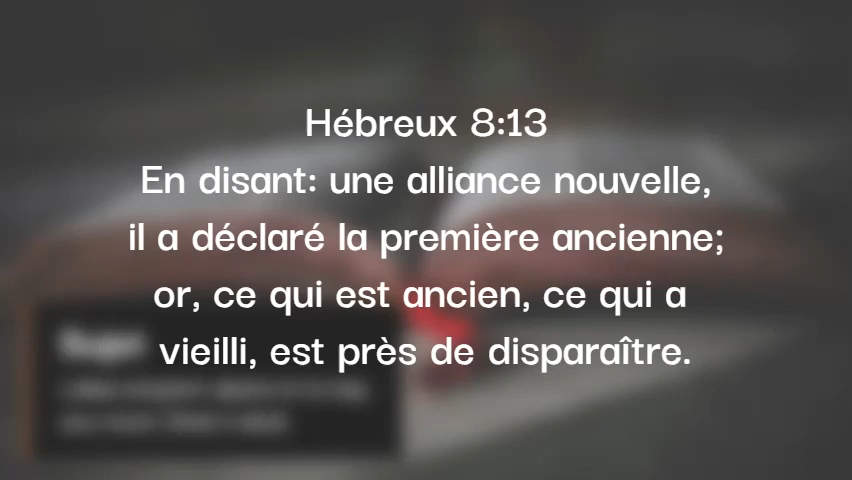 Hébreux 8:13
En disant: une alliance nouvelle,
il a déclaré la première ancienne;
or, ce qui est ancien, ce qui a
vieilli, est près de disparaître.